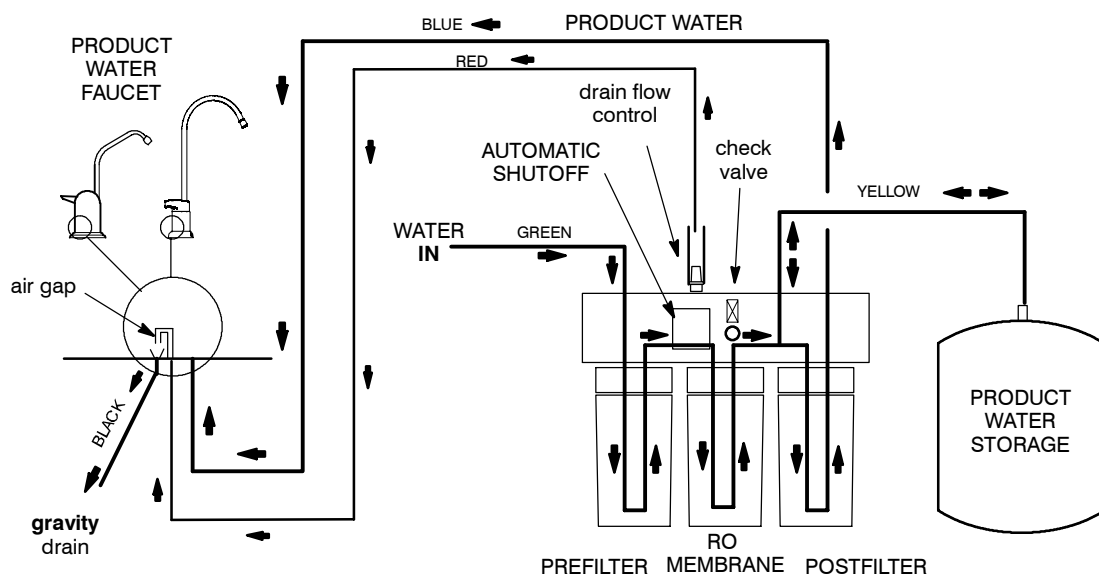 BLUE
PRODUCT WATER
PRODUCT
WATER
FAUCET
RED
drain flow
control
AUTOMATIC
SHUTOFF
check
valve
YELLOW
WATER
IN
GREEN
air gap
BLACK
PRODUCT
WATER
STORAGE
gravity
drain
PREFILTER
RO
MEMBRANE
POSTFILTER